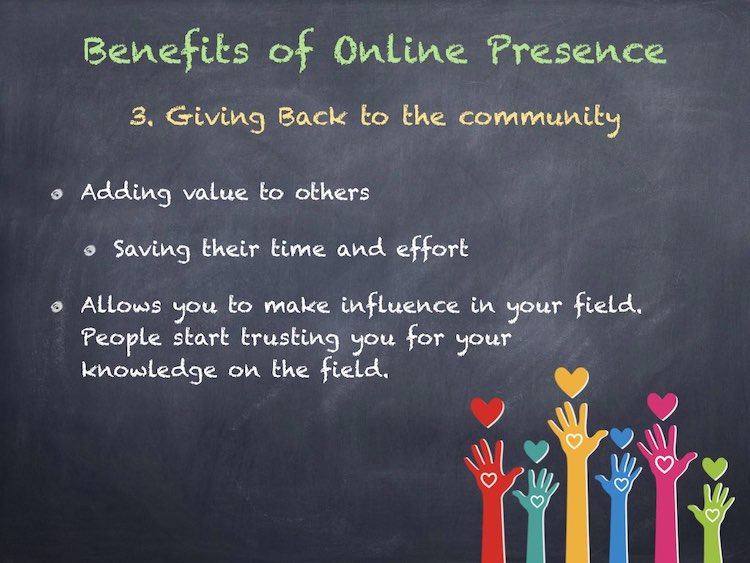 Benefits of Online Presence
3. Giving Back to the community
Adding value to others
Saving their time and effort
Allows you to make influence in your field.
People start trusting you for your
knowledge on the field.